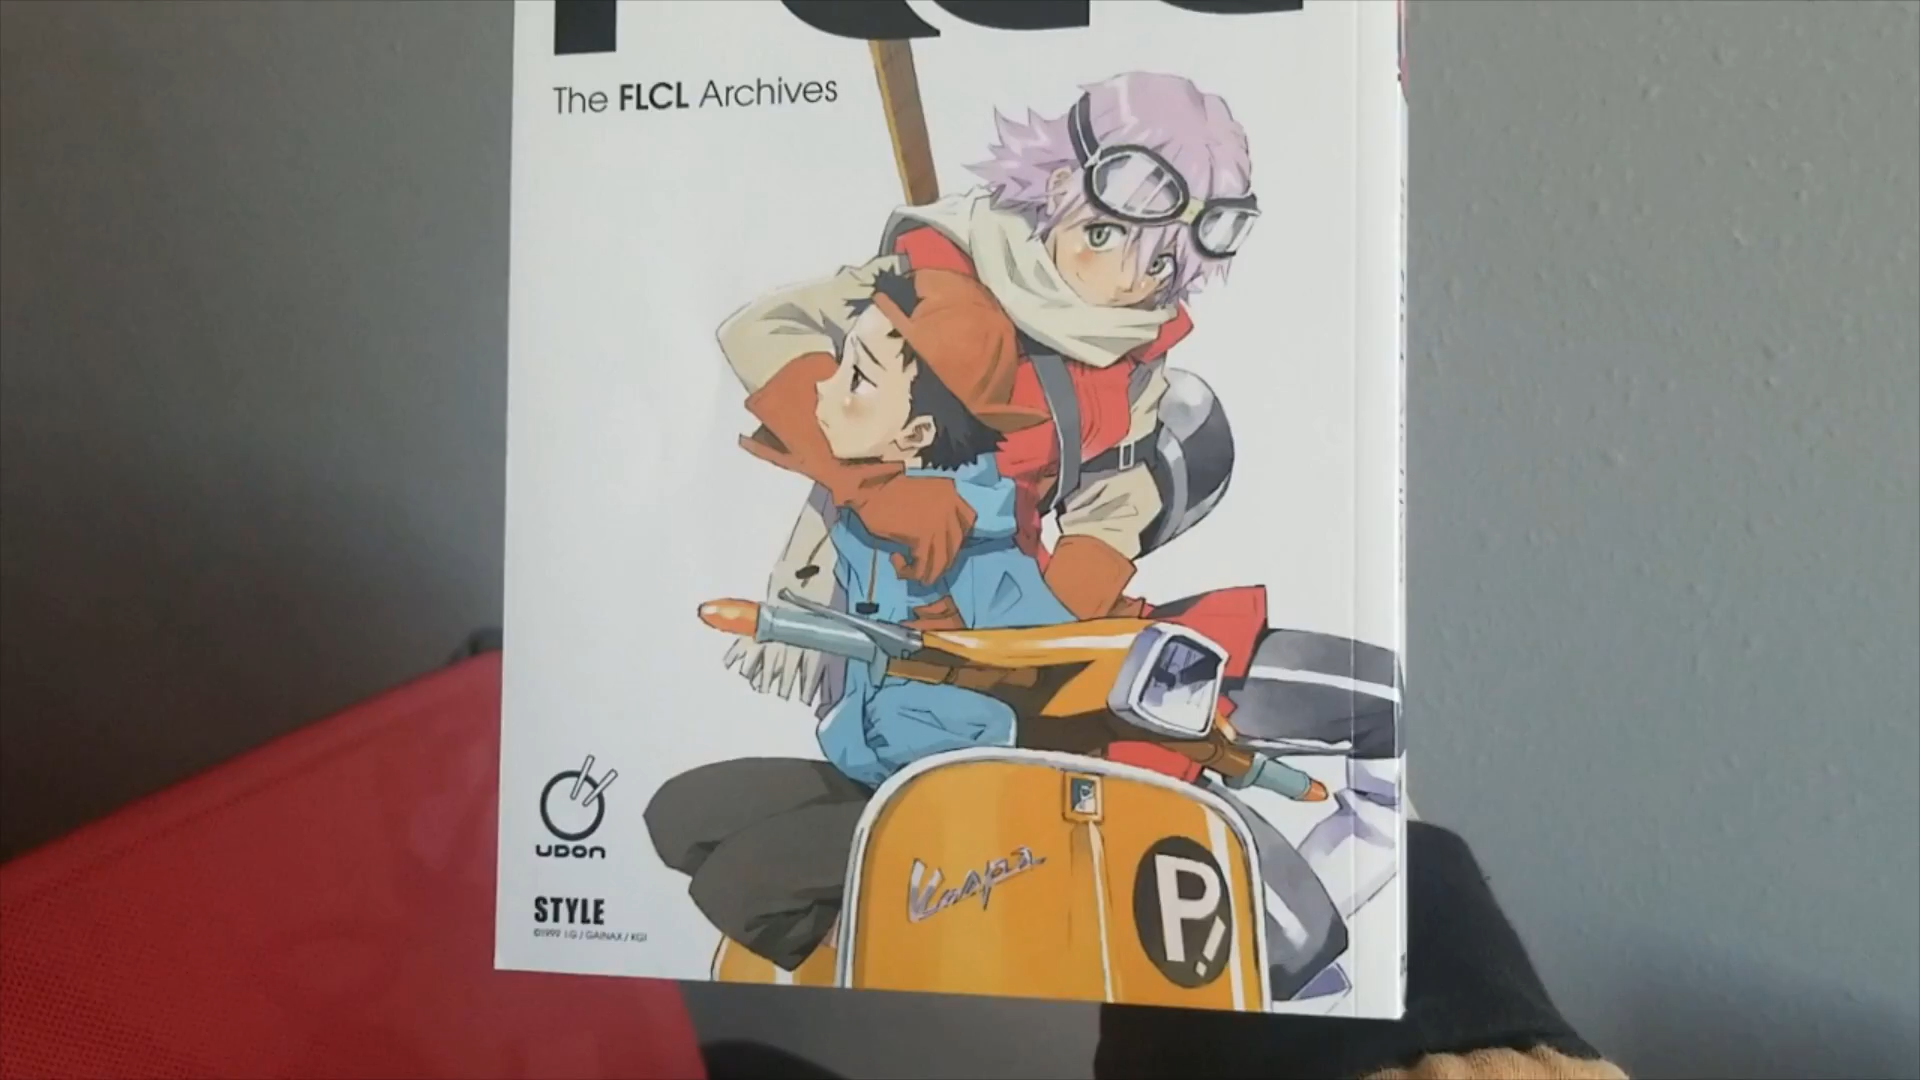 The FLCL Archives
Vespa
P!
UDON
STYLE
©1999 I.G / GAINAX / KGI